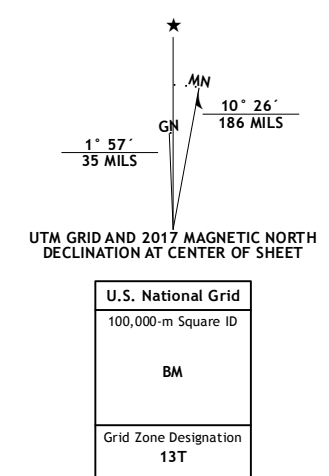 MN
10° 26´
186 MILS
GN
1° 57´
35 MILS
UTM GRID AND 2017 MAGNETIC NORTH
DECLINATION AT CENTER OF SHEET
U.S. National Grid
100,000-m Square ID
BM
Grid Zone Designation
13T